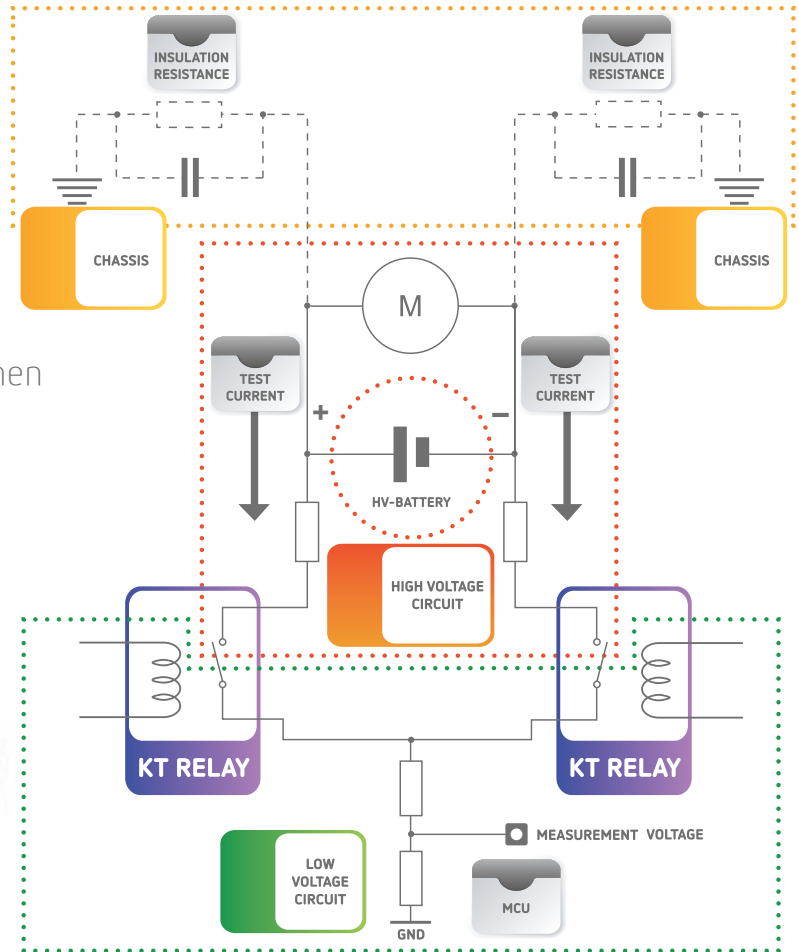 INSULATION
RESISTANCE
INSULATION
RESISTANCE
CHASSIS
CHASSIS
M
TEST
CURRENT
TEST
CURRENT
+
−
HV-BATTERY
HIGH VOLTAGE
CIRCUIT
KT RELAY
KT RELAY
MEASUREMENT VOLTAGE
LOW
VOLTAGE
CIRCUIT
MCU
GND